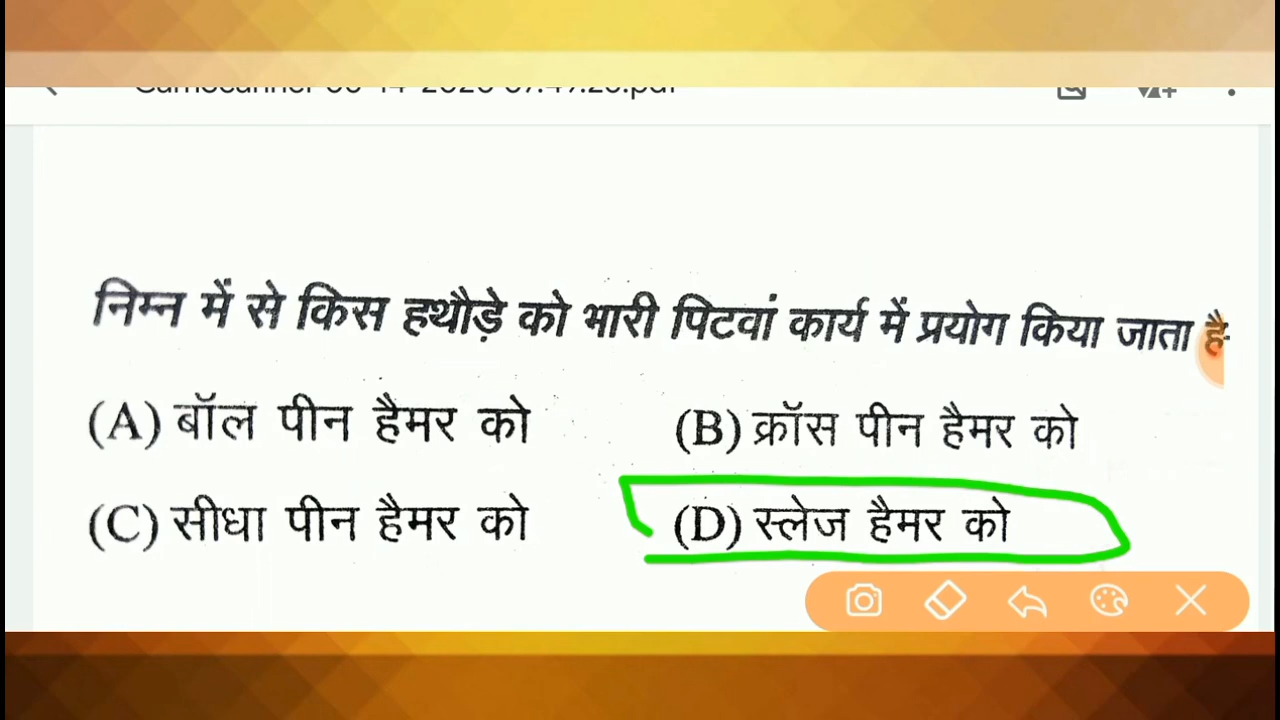 निम्न में से किस हथौड़े को भारी पिटवां कार्य में प्रयोग किया जाता है-
(A) बॉल पीन हैमर को
(B) क्रॉस पीन हैमर को
(C) सीधा पीन हैमर को
(D) स्लेज हैमर को